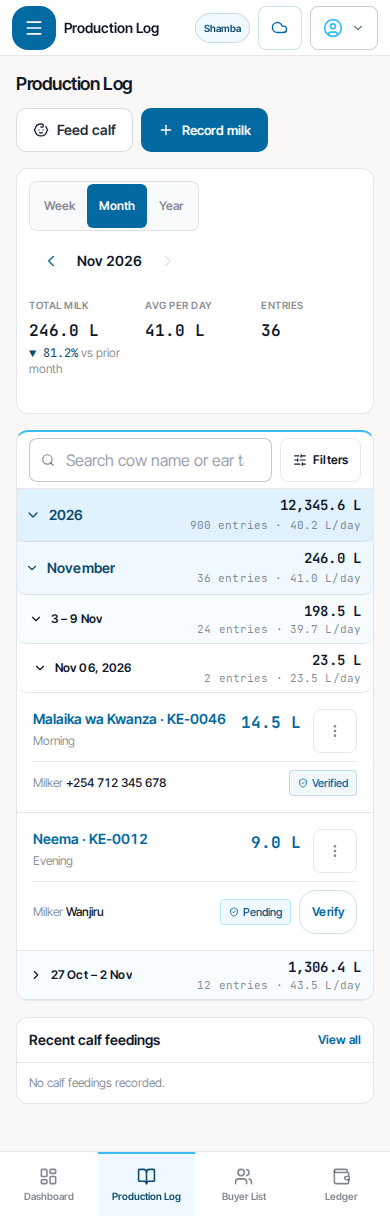 Production Log
Shamba
Production Log
Feed calf
Record milk
Week
Month
Year
Nov 2026
TOTAL MILK
246.0 L
▼ 81.2% vs prior
month
AVG PER DAY
41.0 L
ENTRIES
36
Search cow name or ear t
Filters
2026
12,345.6 L
900 entries · 40.2 L/day
November
246.0 L
36 entries · 41.0 L/day
3 – 9 Nov
198.5 L
24 entries · 39.7 L/day
Nov 06, 2026
23.5 L
2 entries · 23.5 L/day
Malaika wa Kwanza · KE-0046
14.5 L
Morning
Milker +254 712 345 678
Verified
Neema · KE-0012
9.0 L
Evening
Milker Wanjiru
Pending
Verify
27 Oct – 2 Nov
1,306.4 L
12 entries · 43.5 L/day
Recent calf feedings
View all
No calf feedings recorded.
Dashboard
Production Log
Buyer List
Ledger